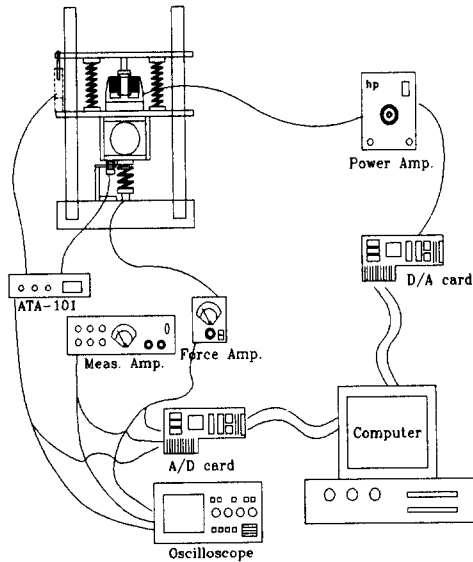 hp
Power Amp.
D/A card
ATA-101
Force Amp.
Meas. Amp.
Computer
A/D card
Oscilloscope